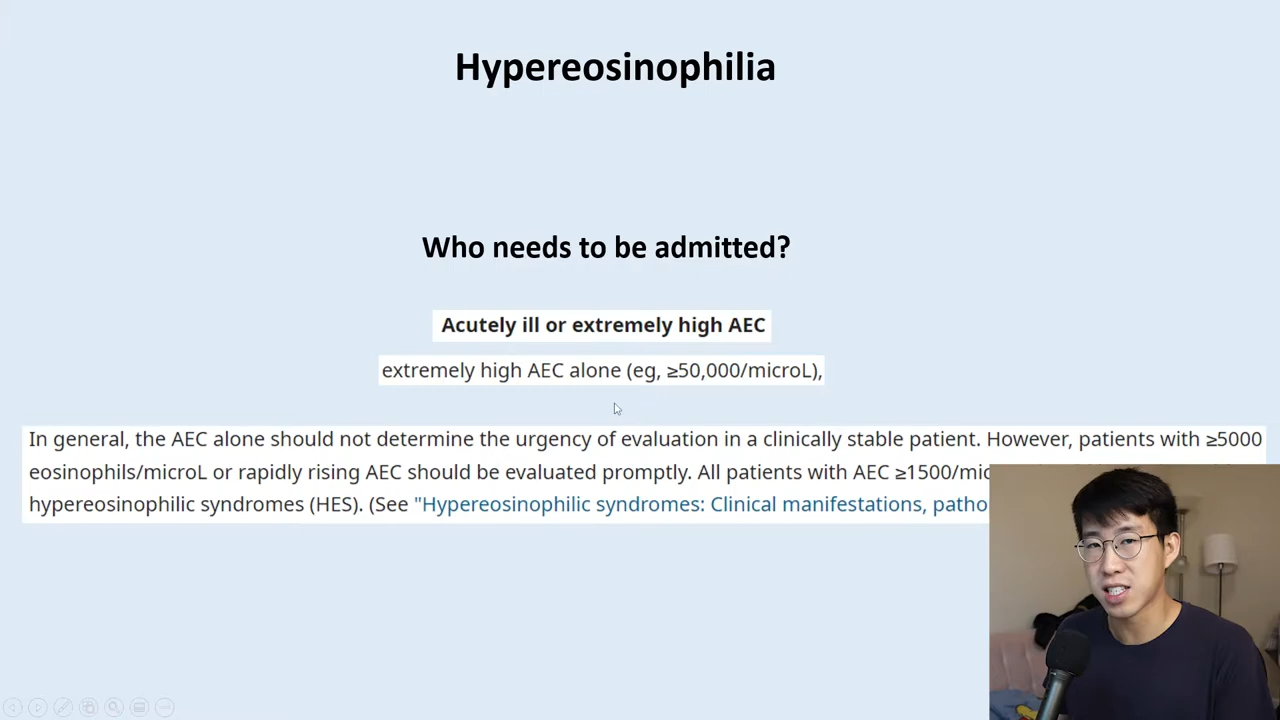 Hypereosinophilia
Who needs to be admitted?
Acutely ill or extremely high AEC
extremely high AEC alone (eg, ≥50,000/microL),
In general, the AEC alone should not determine the urgency of evaluation in a clinically stable patient. However, patients with ≥5000
eosinophils/microL or rapidly rising AEC should be evaluated promptly. All patients with AEC ≥1500/mic
hypereosinophilic syndromes (HES). (See "Hypereosinophilic syndromes: Clinical manifestations, patho